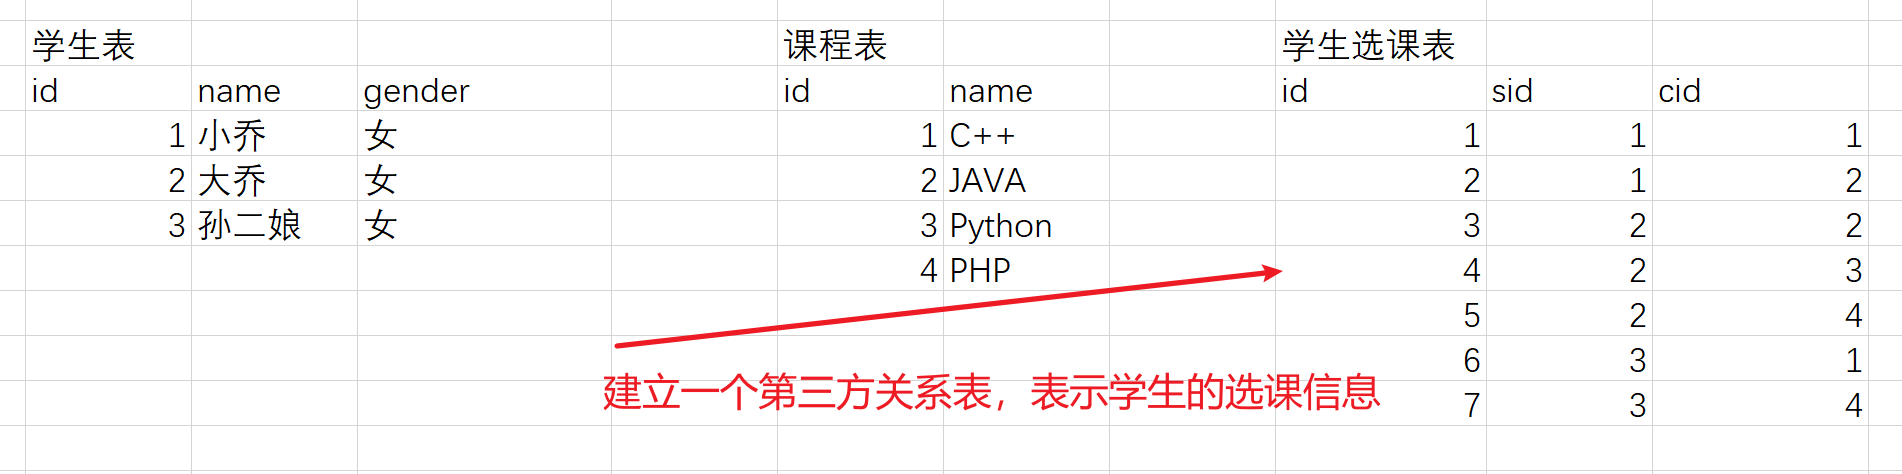 学生表 课程表 学生选课表
id name gender id name id sid cid
1 小乔 女 1 C++ 1 1 1
2 大乔 女 2 JAVA 2 1 2
3 孙二娘 女 3 Python 3 2 2
4 PHP 4 2 3
5 2 4
6 3 1
建立一个第三方关系表，表示学生的选课信息
7 3 4